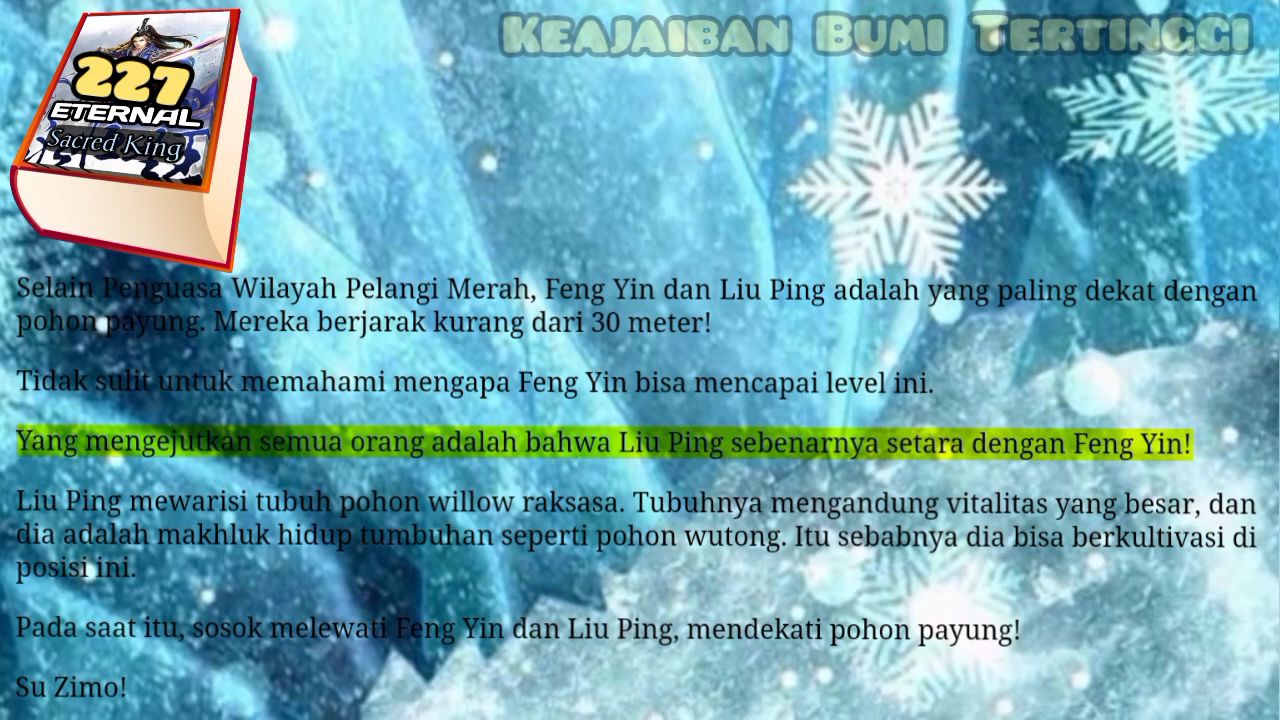 Keajaiban Bumi Tertinggi
227
ETERNAL
Sacred King
Selain Penguasa Wilayah Pelangi Merah, Feng Yin dan Liu Ping adalah yang paling dekat dengan
pohon payung. Mereka berjarak kurang dari 30 meter!
Tidak sulit untuk memahami mengapa Feng Yin bisa mencapai level ini.
Yang mengejutkan semua orang adalah bahwa Liu Ping sebenarnya setara dengan Feng Yin!
Liu Ping mewarisi tubuh pohon willow raksasa. Tubuhnya mengandung vitalitas yang besar, dan
dia adalah makhluk hidup tumbuhan seperti pohon wutong. Itu sebabnya dia bisa berkultivasi di
posisi ini.
Pada saat itu, sosok melewati Feng Yin dan Liu Ping, mendekati pohon payung!
Su Zimo!